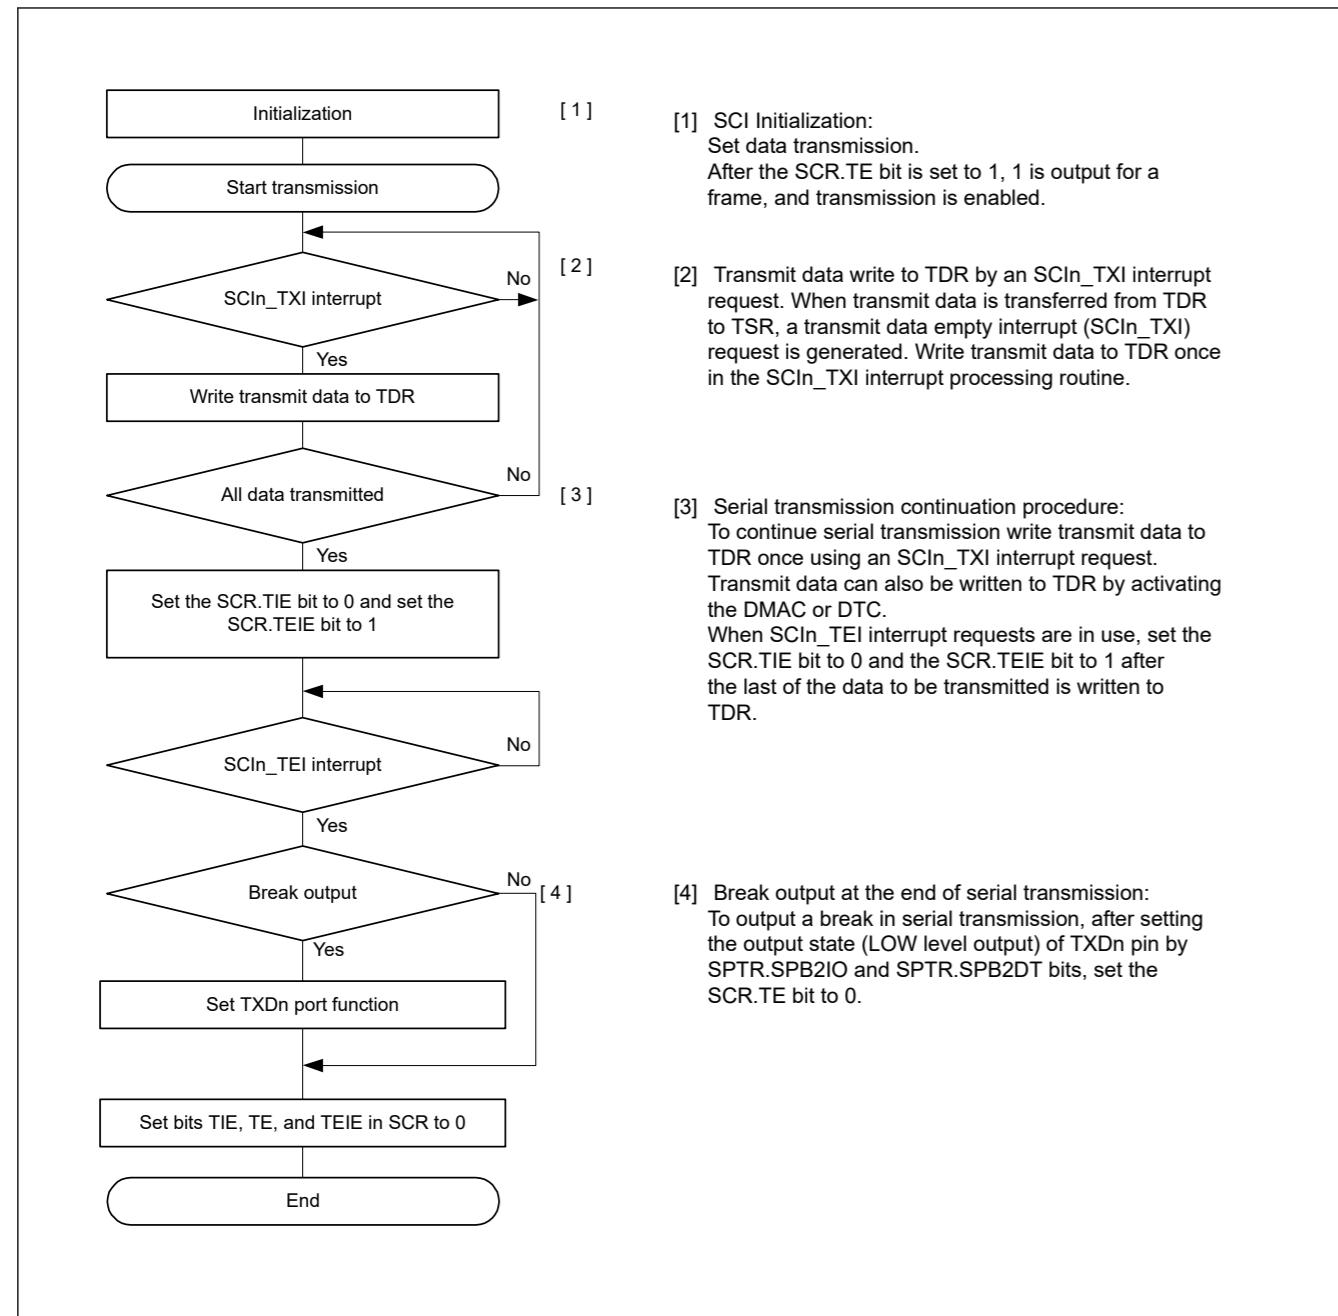 Initialization
[ 1 ]
Start transmission
[1] SCI Initialization:
Set data transmission.
After the SCR.TE bit is set to 1, 1 is output for a
frame, and transmission is enabled.
SCIn_TXI interrupt
No
[ 2 ]
Yes
Write transmit data to TDR
[2] Transmit data write to TDR by an SCIn_TXI interrupt
request. When transmit data is transferred from TDR
to TSR, a transmit data empty interrupt (SCIn_TXI)
request is generated. Write transmit data to TDR once
in the SCIn_TXI interrupt processing routine.
All data transmitted
No
[ 3 ]
Yes
Set the SCR.TIE bit to 0 and set the
SCR.TEIE bit to 1
[3] Serial transmission continuation procedure:
To continue serial transmission write transmit data to
TDR once using an SCIn_TXI interrupt request.
Transmit data can also be written to TDR by activating
the DMAC or DTC.
When SCIn_TEI interrupt requests are in use, set the
SCR.TIE bit to 0 and the SCR.TEIE bit to 1 after
the last of the data to be transmitted is written to
TDR.
SCIn_TEI interrupt
No
Yes
Break output
No
[ 4 ]
Yes
Set TXDn port function
[4] Break output at the end of serial transmission:
To output a break in serial transmission, after setting
the output state (LOW level output) of TXDn pin by
SPTR.SPB2IO and SPTR.SPB2DT bits, set the
SCR.TE bit to 0.
Set bits TIE, TE, and TEIE in SCR to 0
End